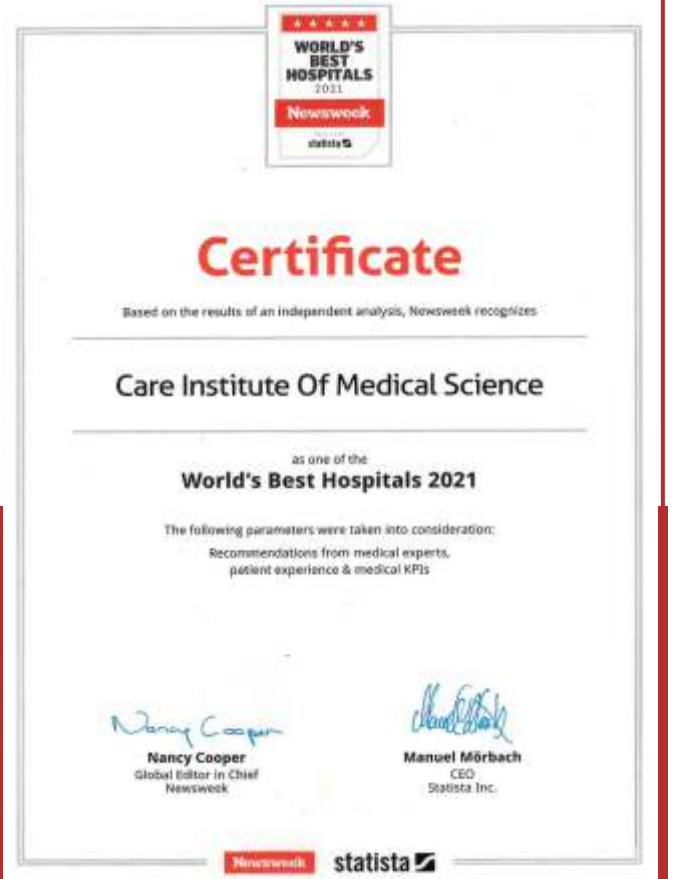 WORLD'S
BEST
HOSPITALS
2021
Newsweek
statista
Certificate
Based on the results of an independent analysis, Newsweek recognizes
Care Institute Of Medical Science
as one of the
World's Best Hospitals 2021
The following parameters were taken into consideration:
Recommendations from medical experts,
patient experience & medical KPIs
Nancy Cooper
Nancy Cooper
Global Editor in Chief
Newsweek
Manuel Mörbach
CEO
Statista Inc.
Newsweek statista